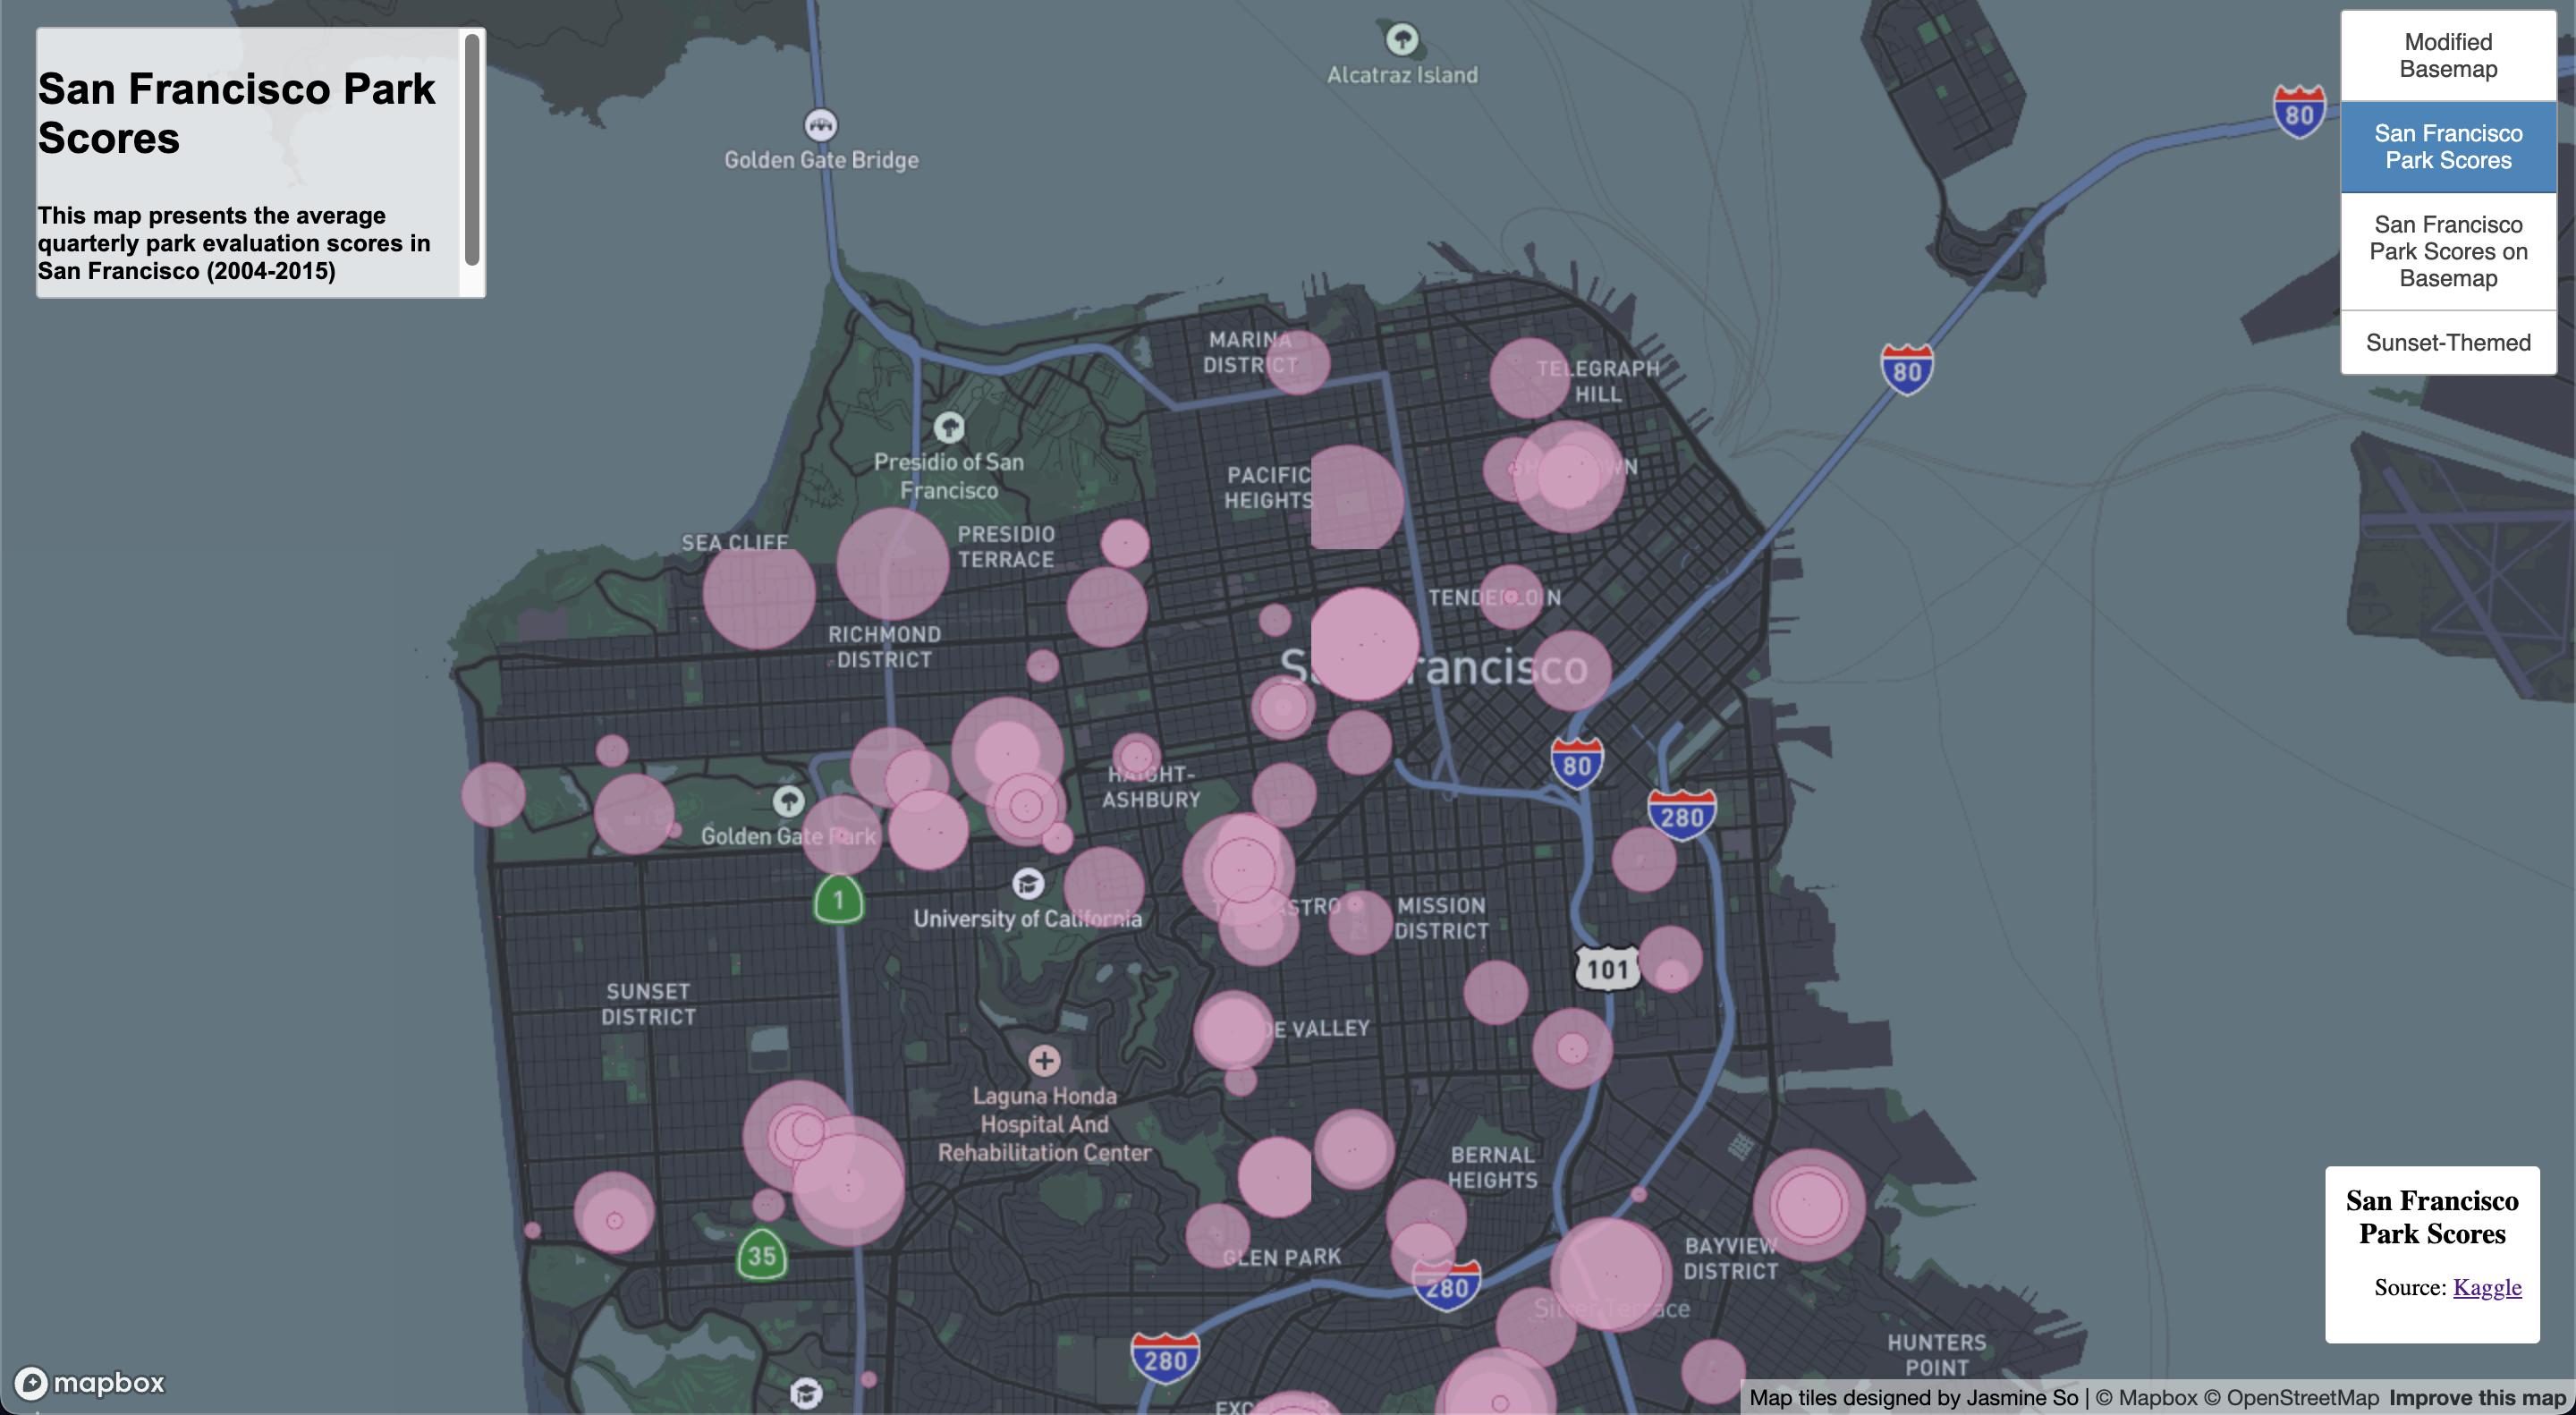 San Francisco Park
Scores
This map presents the average
quarterly park evaluation scores in
San Francisco (2004-2015)
Modified
Basemap
San Francisco
Park Scores
San Francisco
Park Scores on
Basemap
Sunset-Themed
Alcatraz Island
Golden Gate Bridge
80
80
MARINA
DISTRICT
TELEGRAPH
HILL
Presidio of San
Francisco
PACIFIC
HEIGHTS
SEA CLIFF
PRESIDIO
TERRACE
TENDERLOIN
RICHMOND
DISTRICT
80
280
HAIGHT-
ASHBURY
Golden Gate Park
1
University of California
MISSION
DISTRICT
101
SUNSET
DISTRICT
VALLEY
Laguna Honda
Hospital And
Rehabilitation Center
BERNAL
HEIGHTS
GLEN PARK
35
280
BAYVIEW
DISTRICT
Silver Terrace
280
HUNTERS
POINT
San Francisco
Park Scores
Source: Kaggle
mapbox
Map tiles designed by Jasmine So | © Mapbox © OpenStreetMap Improve this map